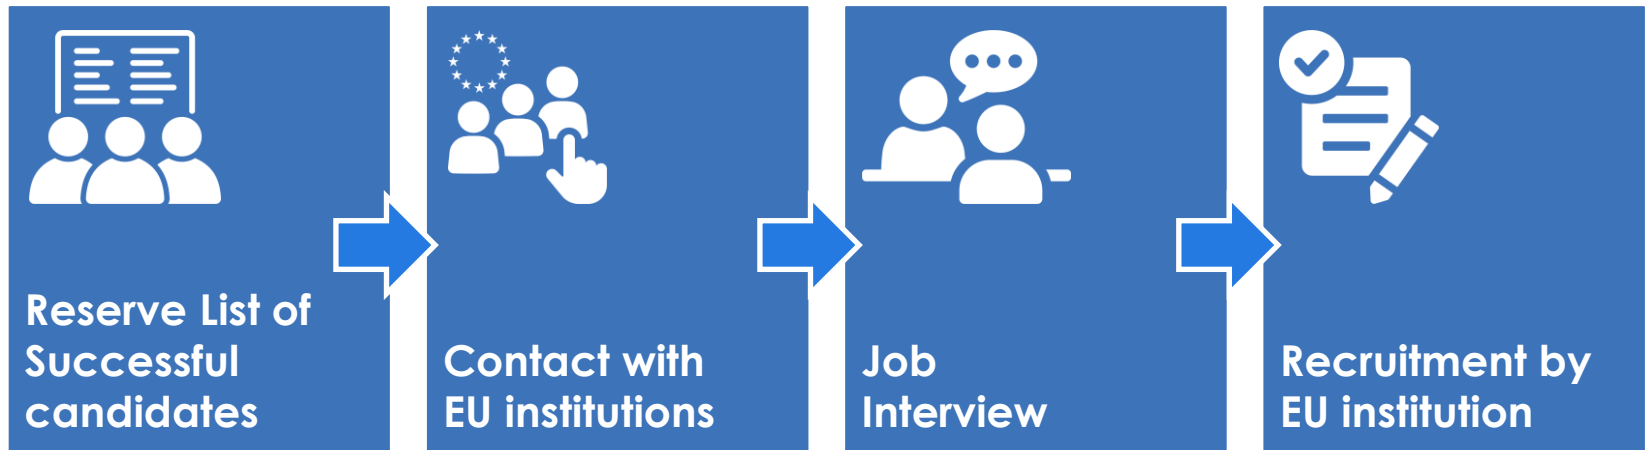 Reserve List of
Successful
candidates
Contact with
EU institutions
Job
Interview
Recruitment by
EU institution